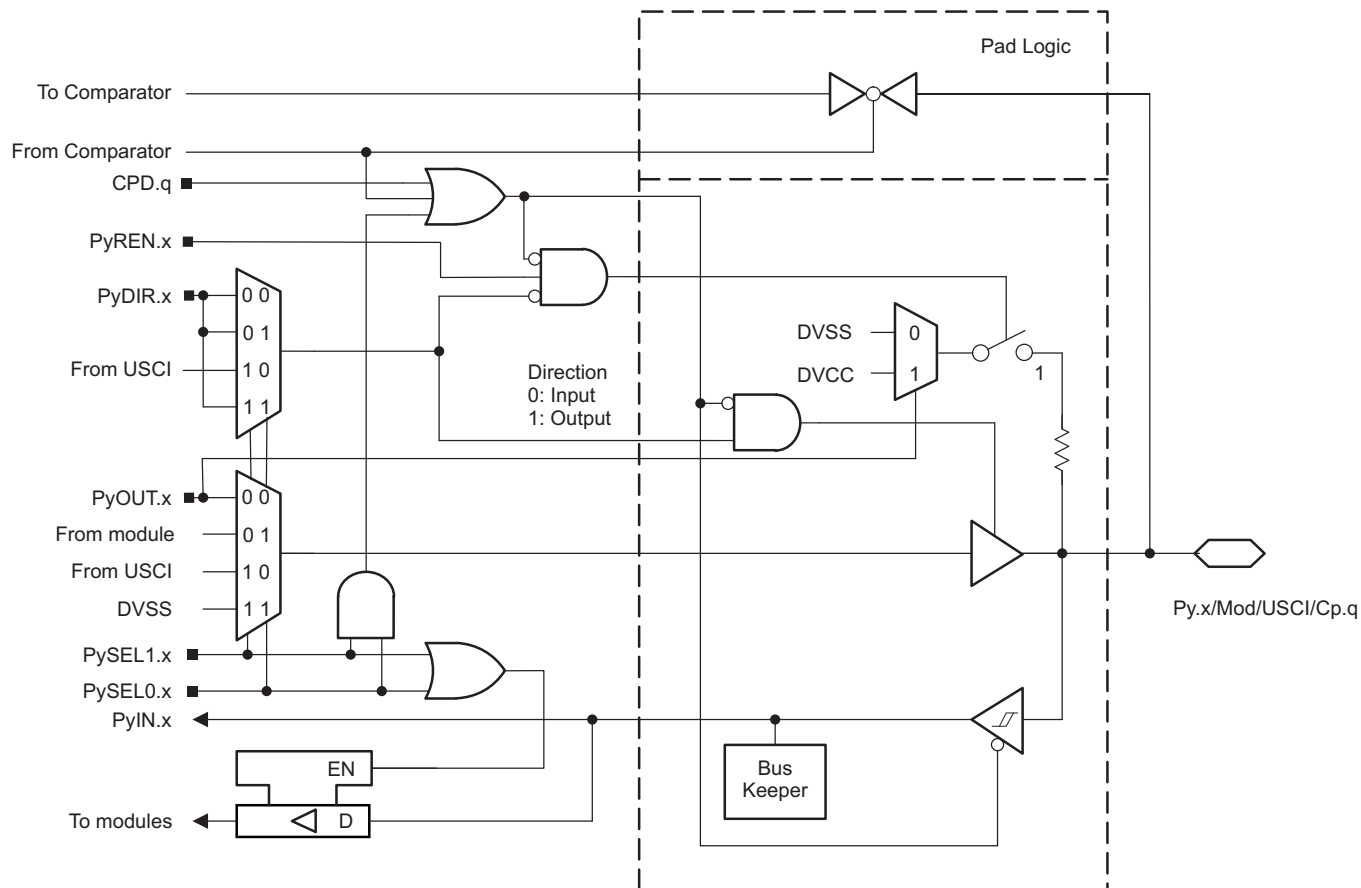 Pad Logic
To Comparator
From Comparator
CPD.q
PyREN.x
PyDIR.x
0 0
0 1
From USCI
1 0
1 1
Direction
0: Input
1: Output
DVSS
0
DVCC
1
1
PyOUT.x
0 0
From module
0 1
From USCI
1 0
DVSS
1 1
Py.x/Mod/USCI/Cp.q
PySEL1.x
PySEL0.x
PyIN.x
EN
Bus
Keeper
To modules
D